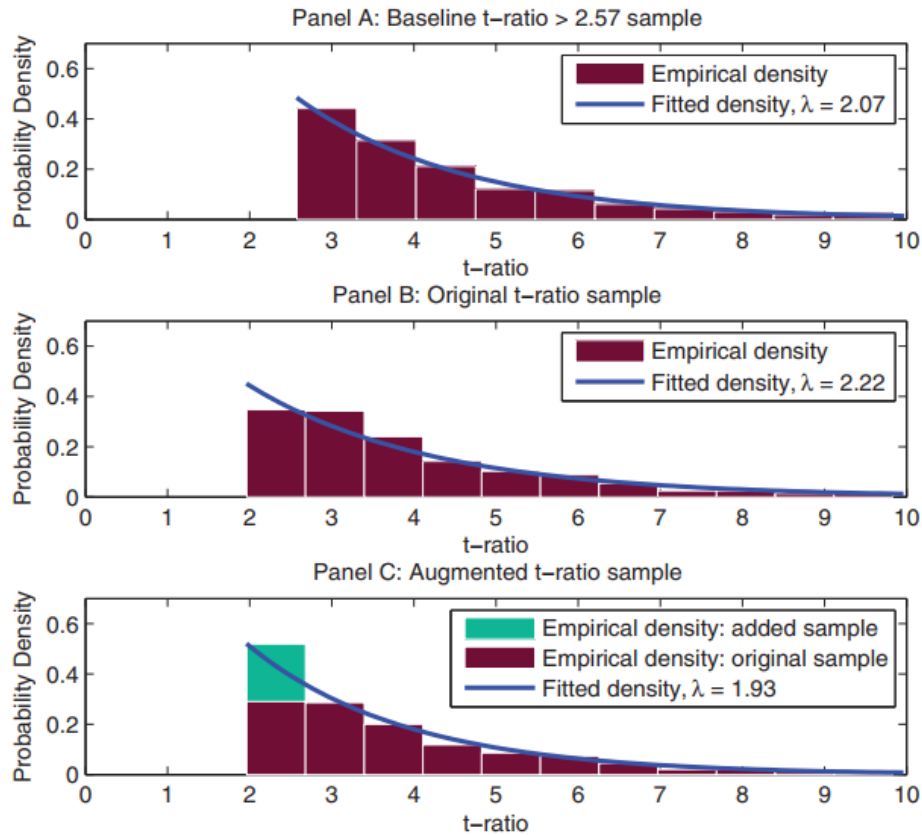 Panel A: Baseline t−ratio > 2.57 sample
Probability Density
0.6
0.4
0.2
0
Empirical density
Fitted density, λ = 2.07
0 1 2 3 4 5 6 7 8 9 10
t−ratio
Panel B: Original t−ratio sample
Probability Density
0.6
0.4
0.2
0
Empirical density
Fitted density, λ = 2.22
0 1 2 3 4 5 6 7 8 9 10
t−ratio
Panel C: Augmented t−ratio sample
Probability Density
0.6
0.4
0.2
0
Empirical density: added sample
Empirical density: original sample
Fitted density, λ = 1.93
0 1 2 3 4 5 6 7 8 9 10
t−ratio